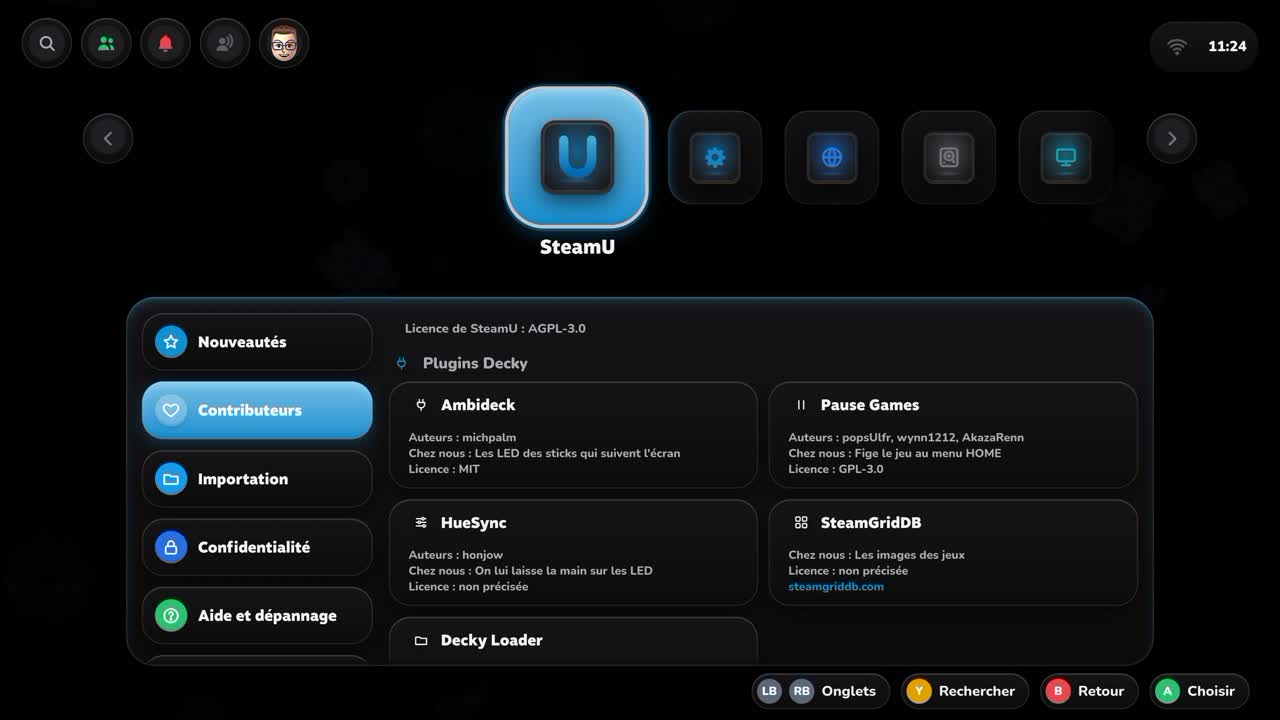 11:24
U
SteamU
Nouveautés
Contributeurs
Importation
Confidentialité
Aide et dépannage
Licence de SteamU : AGPL-3.0
Plugins Decky
Ambideck
Auteurs : michpalm
Chez nous : Les LED des sticks qui suivent l'écran
Licence : MIT
Pause Games
Auteurs : popsUlfr, wynn1212, AkazaRenn
Chez nous : Fige le jeu au menu HOME
Licence : GPL-3.0
HueSync
Auteurs : honjow
Chez nous : On lui laisse la main sur les LED
Licence : non précisée
SteamGridDB
Chez nous : Les images des jeux
Licence : non précisée
steamgriddb.com
Decky Loader
LB RB Onglets
Y Rechercher
B Retour
A Choisir